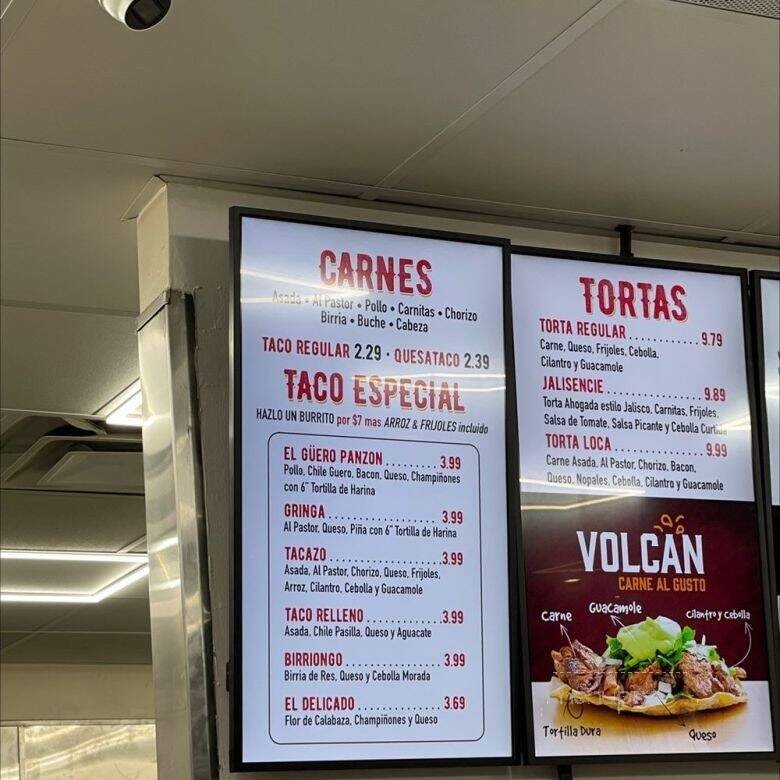 CARNES
Asada • Al Pastor • Pollo • Carnitas • Chorizo
Birria • Buche • Cabeza
TACO REGULAR 2.29 · QUESATACO 2.39
TACO ESPECIAL
HAZLO UN BURRITO por $7 mas ARROZ & FRIJOLES incluido
EL GÜERO PANZON .......... 3.99
Pollo, Chile Guero, Bacon, Queso, Champiñones
con 6" Tortilla de Harina
GRINGA .......... 3.99
Al Pastor, Queso, Piña con 6" Tortilla de Harina
TACAZO .......... 3.99
Asada, Al Pastor, Chorizo, Queso, Frijoles,
Arroz, Cilantro, Cebolla y Guacamole
TACO RELLENO .......... 3.99
Asada, Chile Pasilla, Queso y Aguacate
BIRRIONGO .......... 3.99
Birria de Res, Queso y Cebolla Morada
EL DELICADO .......... 3.69
Flor de Calabaza, Champiñones y Queso
TORTAS
TORTA REGULAR .......... 9.79
Carne, Queso, Frijoles, Cebolla,
Cilantro y Guacamole
JALISENCIE .......... 9.89
Torta Ahogada estilo Jalisco, Carnitas, Frijoles,
Salsa de Tomate, Salsa Picante y Cebolla Curtida
TORTA LOCA .......... 9.99
Carne Asada, Al Pastor, Chorizo, Bacon,
Queso, Nopales, Cebolla, Cilantro y Guacamole
VOLCÁN
CARNE AL GUSTO
Carne
Guacamole
Cilantro y Cebolla
Tortilla Dura
Queso